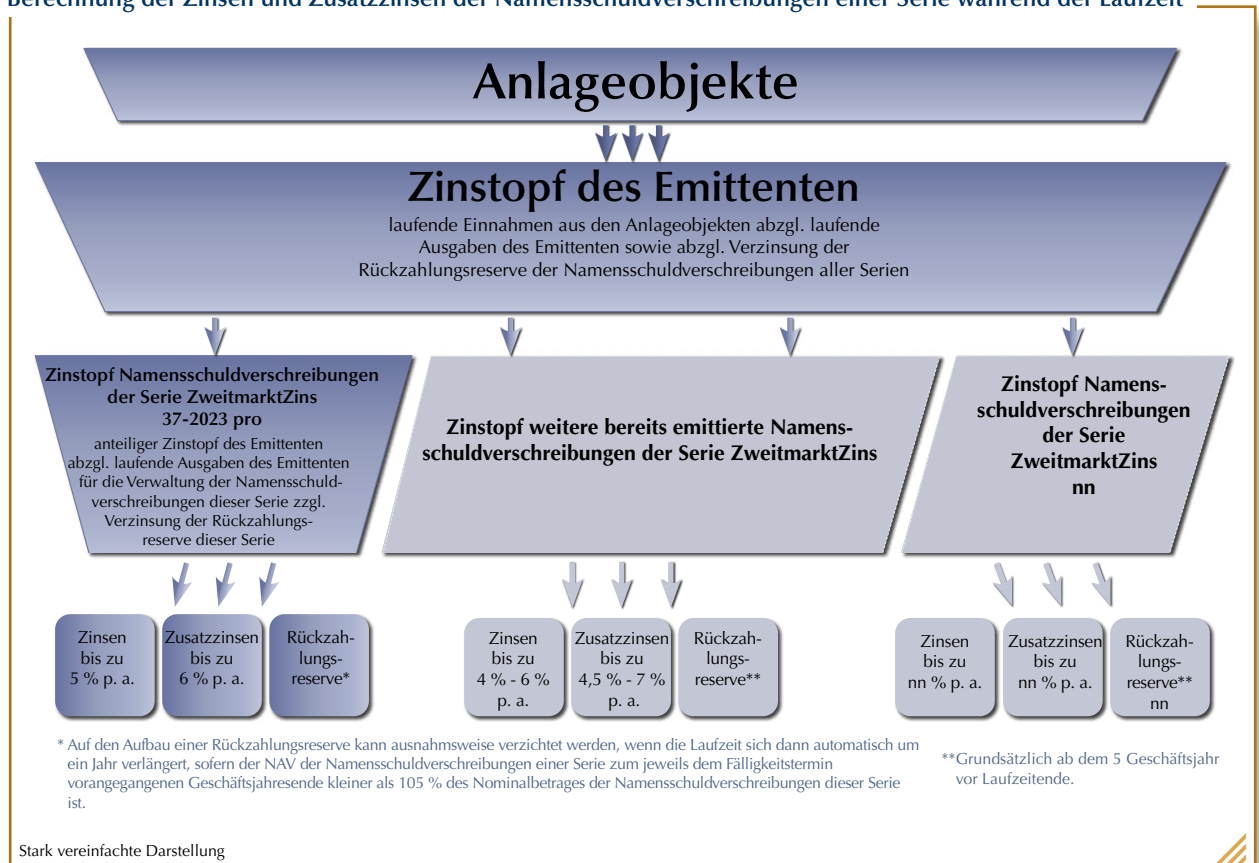 Berechnung der Zinsen und Zusatzzinsen der Namensschuldverschreibungen einer Serie während der Laufzeit
Anlageobjekte
Zinstopf des Emittenten
laufende Einnahmen aus den Anlageobjekten abzgl. laufende
Ausgaben des Emittenten sowie abzgl. Verzinsung der
Rückzahlungsreserve der Namensschuldverschreibungen aller Serien
Zinstopf Namensschuldverschreibungen
der Serie ZweitmarktZins
37-2023 pro
anteiliger Zinstopf des Emittenten
abzgl. laufende Ausgaben des Emittenten
für die Verwaltung der Namensschuld-
verschreibungen dieser Serie zzgl.
Verzinsung der Rückzahlungs-
reserve dieser Serie
Zinstopf weitere bereits emittierte Namens-
schuldverschreibungen der Serie ZweitmarktZins
Zinstopf Namens-
schuldverschreibungen
der Serie
ZweitmarktZins
nn
Zinsen
bis zu
5 % p. a.
Zusatzzinsen
bis zu
6 % p. a.
Rückzah-
lungs-
reserve*
Zinsen
bis zu
4 % - 6 %
p. a.
Zusatzzinsen
bis zu
4,5 % - 7 %
p. a.
Rückzah-
lungs-
reserve**
Zinsen
bis zu
nn % p. a.
Zusatzzinsen
bis zu
nn % p. a.
Rückzah-
lungs-
reserve**
nn
* Auf den Aufbau einer Rückzahlungsreserve kann ausnahmsweise verzichtet werden, wenn die Laufzeit sich dann automatisch um
ein Jahr verlängert, sofern der NAV der Namensschuldverschreibungen einer Serie zum jeweils dem Fälligkeitstermin
vorangegangenen Geschäftsjahresende kleiner als 105 % des Nominalbetrages der Namensschuldverschreibungen dieser Serie
ist.
**Grundsätzlich ab dem 5 Geschäftsjahr
vor Laufzeitende.
Stark vereinfachte Darstellung